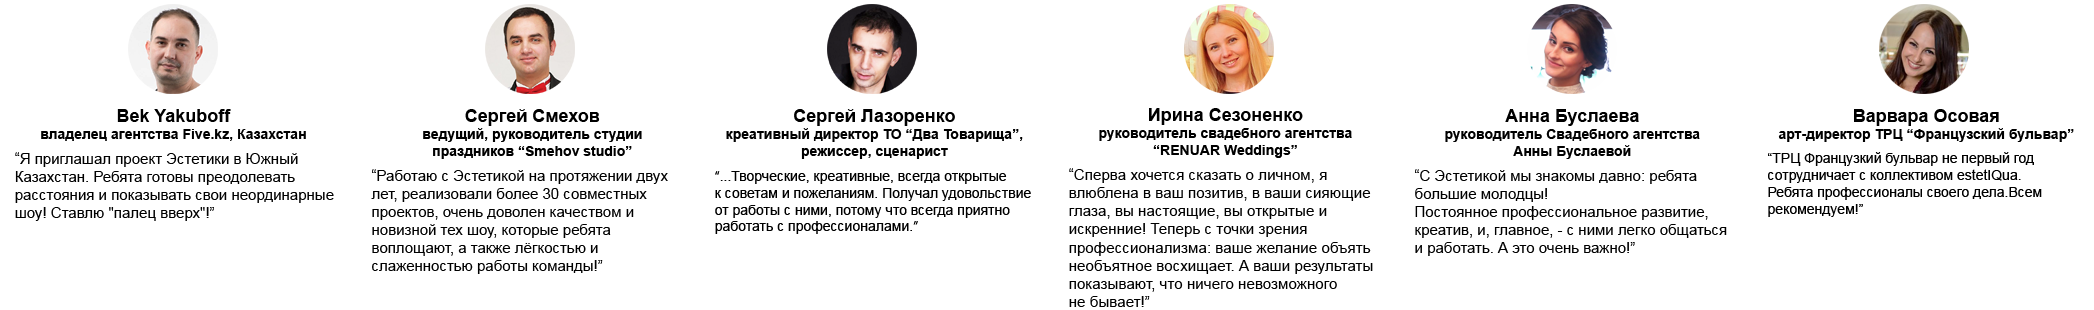 Bek Yakuboff
владелец агентства Five.kz, Казахстан
“Я приглашал проект Эстетики в Южный
Казахстан. Ребята готовы преодолевать
расстояния и показывать свои неординарные
шоу! Ставлю "палец вверх"!”
Сергей Смехов
ведущий, руководитель студии
праздников “Smehov studio”
“Работаю с Эстетикой на протяжении двух
лет, реализовали более 30 совместных
проектов, очень доволен качеством и
новизной тех шоу, которые ребята
воплощают, а также лёгкостью и
слаженностью работы команды!”
Сергей Лазоренко
креативный директор ТО “Два Товарища”,
режиссер, сценарист
“...Творческие, креативные, всегда открытые
к советам и пожеланиям. Получал удовольствие
от работы с ними, потому что всегда приятно
работать с профессионалами.”
Ирина Сезоненко
руководитель свадебного агентства
“RENUAR Weddings”
“Сперва хочется сказать о личном, я
влюблена в ваш позитив, в ваши сияющие
глаза, вы настоящие, вы открытые и
искренние! Теперь с точки зрения
профессионализма: ваше желание объять
необъятное восхищает. А ваши результаты
показывают, что ничего невозможного
не бывает!”
Анна Буслаева
руководитель Свадебного агентства
Анны Буслаевой
“С Эстетикой мы знакомы давно: ребята
большие молодцы!
Постоянное профессиональное развитие,
креатив, и, главное, - с ними легко общаться
и работать. А это очень важно!”
Варвара Осовая
арт-директор ТРЦ “Французский бульвар”
“ТРЦ Французкий бульвар не первый год
сотрудничает с коллективом estetIQua.
Ребята профессионалы своего дела.Всем
рекомендуем!”